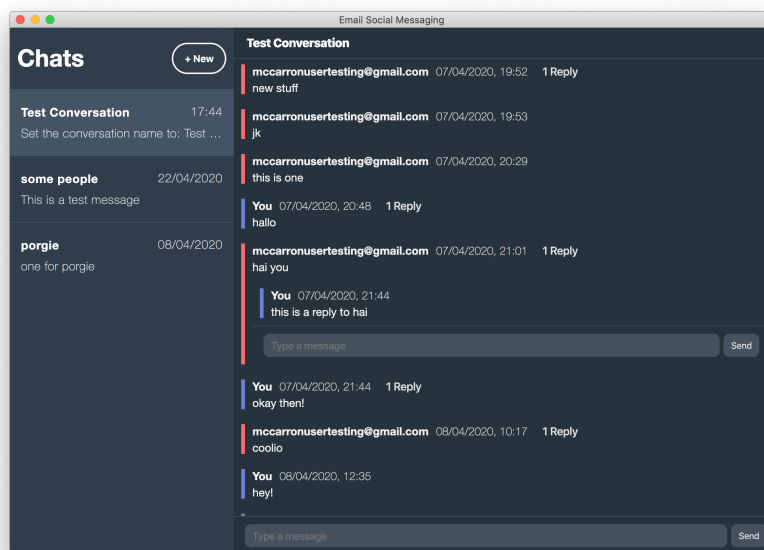 Email Social Messaging
Chats
+ New
Test Conversation 17:44
Set the conversation name to: Test ...
some people 22/04/2020
This is a test message
porgie 08/04/2020
one for porgie
Test Conversation
mccarronusertesting@gmail.com 07/04/2020, 19:52 1 Reply
new stuff
mccarronusertesting@gmail.com 07/04/2020, 19:53
jk
mccarronusertesting@gmail.com 07/04/2020, 20:29
this is one
You 07/04/2020, 20:48 1 Reply
hallo
mccarronusertesting@gmail.com 07/04/2020, 21:01 1 Reply
hai you
You 07/04/2020, 21:44
this is a reply to hai
Type a message Send
You 07/04/2020, 21:44 1 Reply
okay then!
mccarronusertesting@gmail.com 08/04/2020, 10:17 1 Reply
coolio
You 08/04/2020, 12:35
hey!
Type a message Send